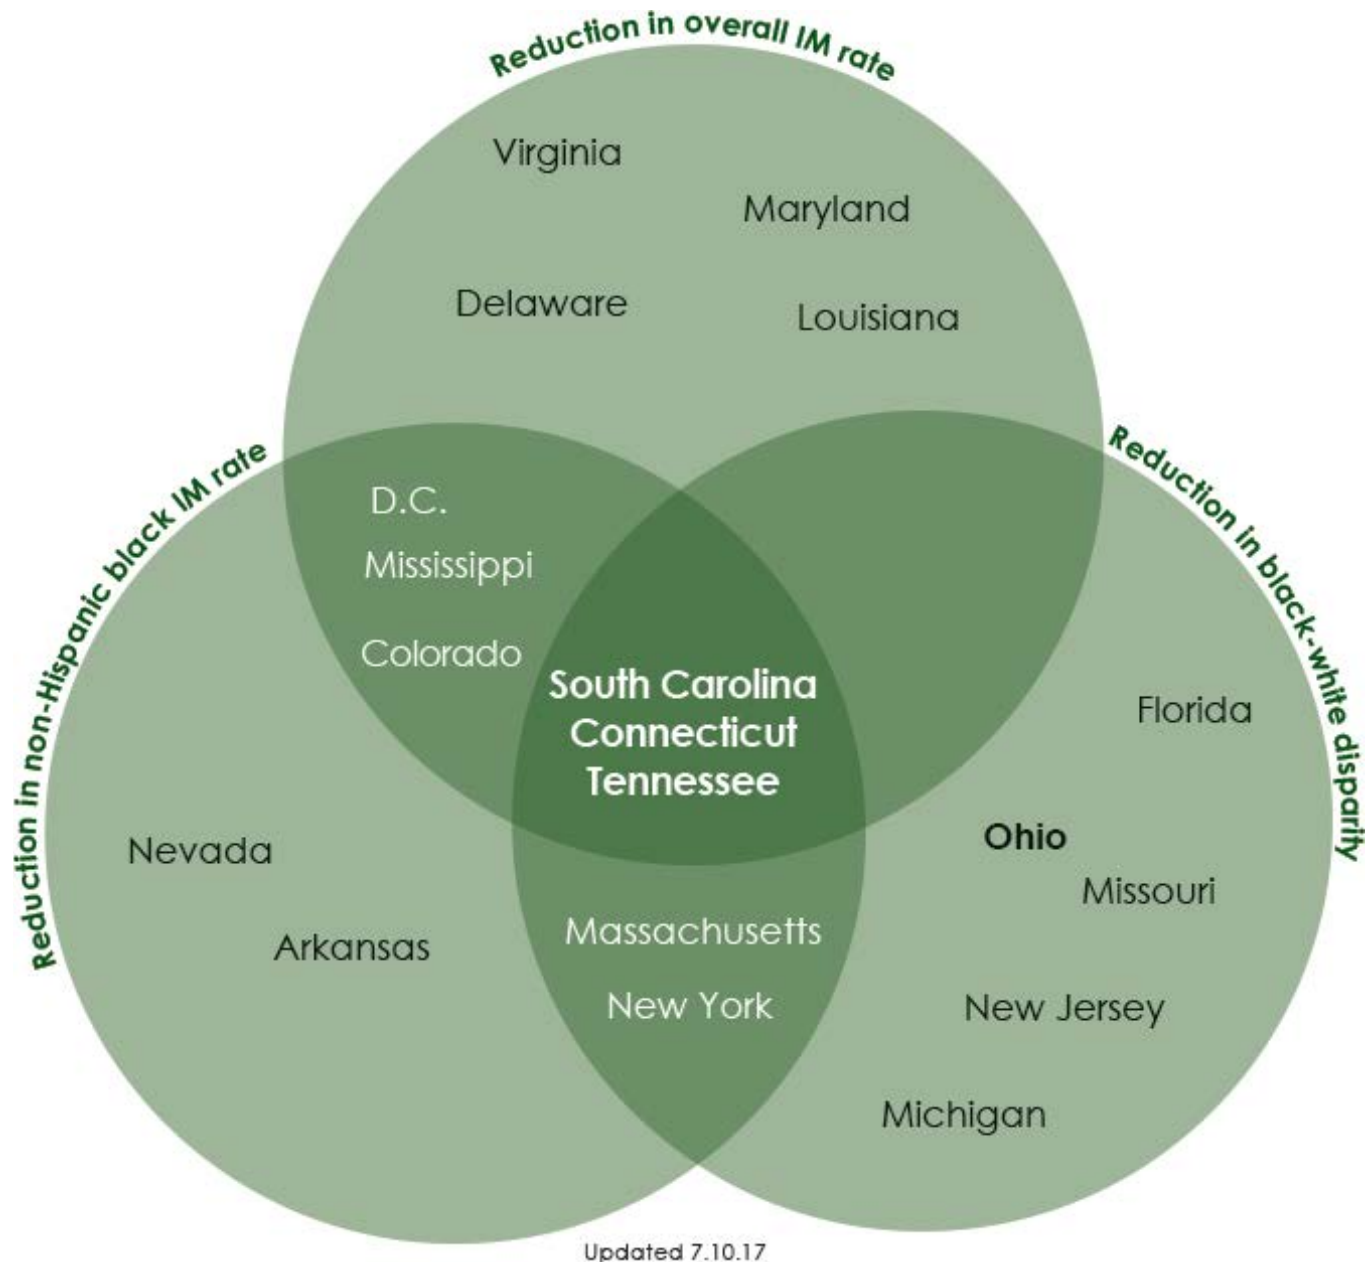 Reduction in overall IM rate
Virginia
Maryland
Delaware
Louisiana
Reduction in non-Hispanic black IM rate
Reduction in black-white disparity
D.C.
Mississippi
Colorado
South Carolina
Connecticut
Tennessee
Florida
Ohio
Missouri
Nevada
Arkansas
Massachusetts
New York
New Jersey
Michigan
Updated 7.10.17